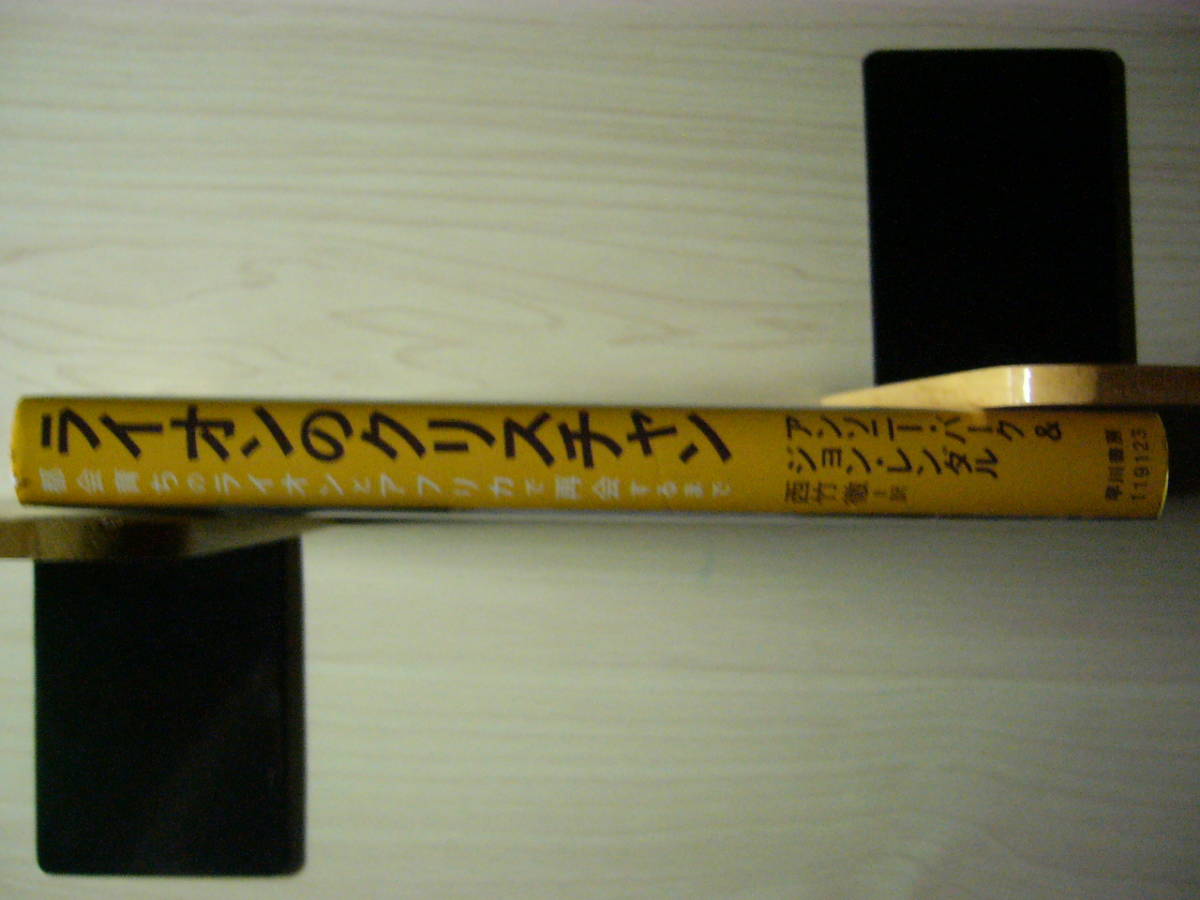 ライオンのクリスチャン
都会育ちのライオンとアフリカで再会するまで
アンソニー・バーク&
ジョン・レンダル
西竹 徹=訳
早川書房
119123